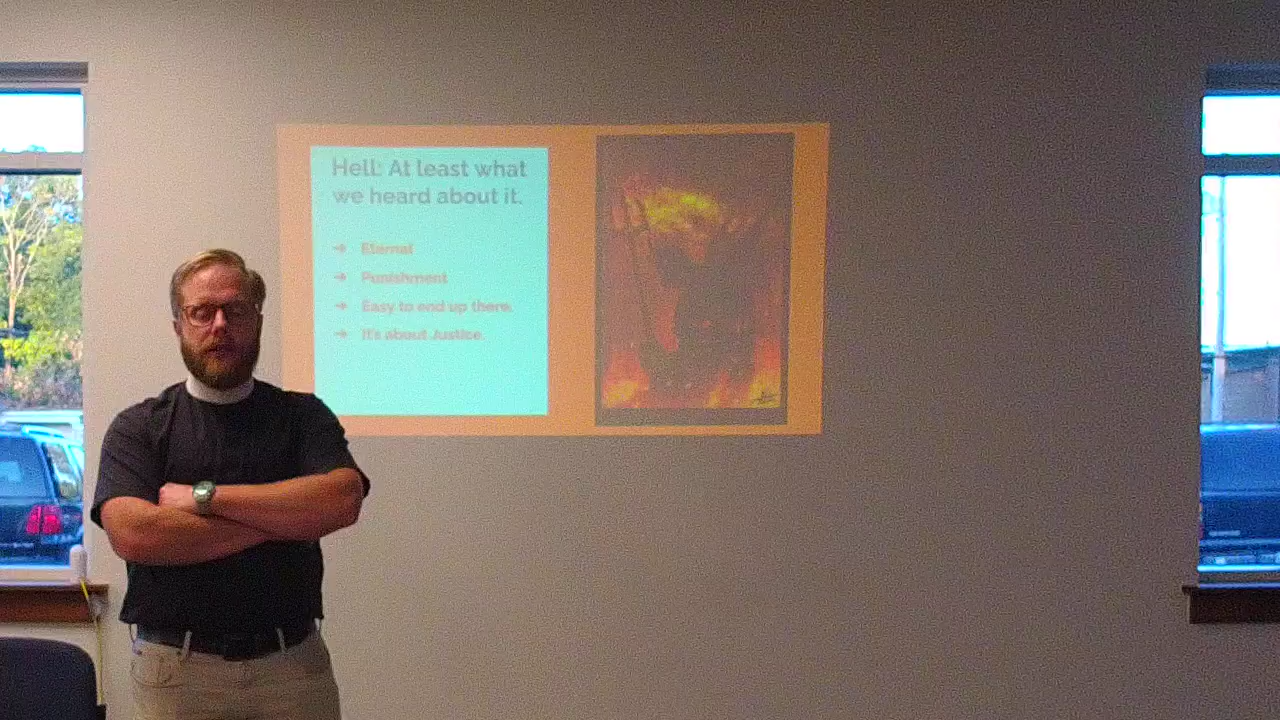 Hell: At least what
we heard about it.
➔ Eternal
➔ Punishment
➔ Easy to end up there.
➔ It's about Justice.